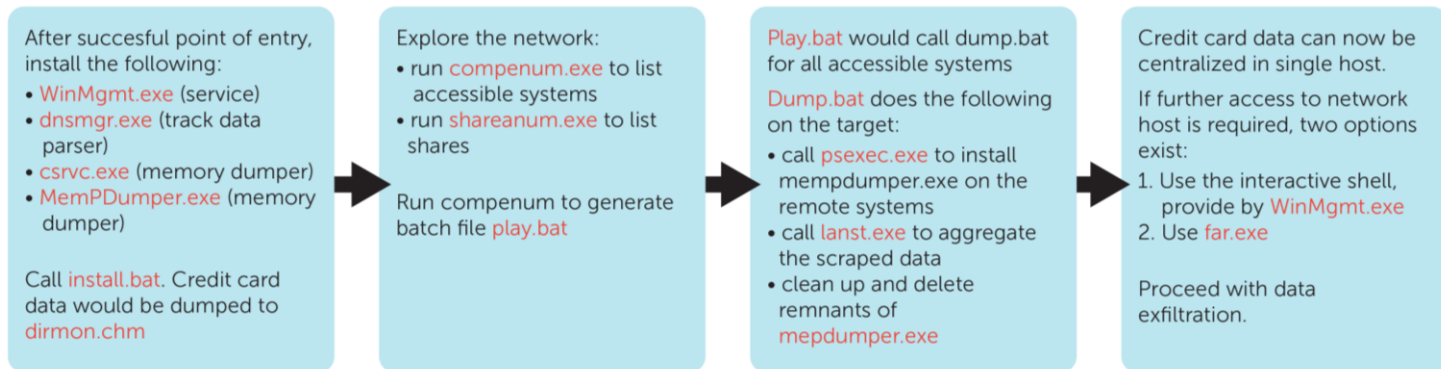 After succesful point of entry,
install the following:
• WinMgmt.exe (service)
• dnsmgr.exe (track data
parser)
• csrvc.exe (memory dumper)
• MemPDumper.exe (memory
dumper)
Call install.bat. Credit card
data would be dumped to
dirmon.chm
Explore the network:
• run compenum.exe to list
accessible systems
• run shareanum.exe to list
shares
Run compenum to generate
batch file play.bat
Play.bat would call dump.bat
for all accessible systems
Dump.bat does the following
on the target:
• call psexec.exe to install
mempdumper.exe on the
remote systems
• call lanst.exe to aggregate
the scraped data
• clean up and delete
remnants of
mepdumper.exe
Credit card data can now be
centralized in single host.
If further access to network
host is required, two options
exist:
1. Use the interactive shell,
provide by WinMgmt.exe
2. Use far.exe
Proceed with data
exfiltration.